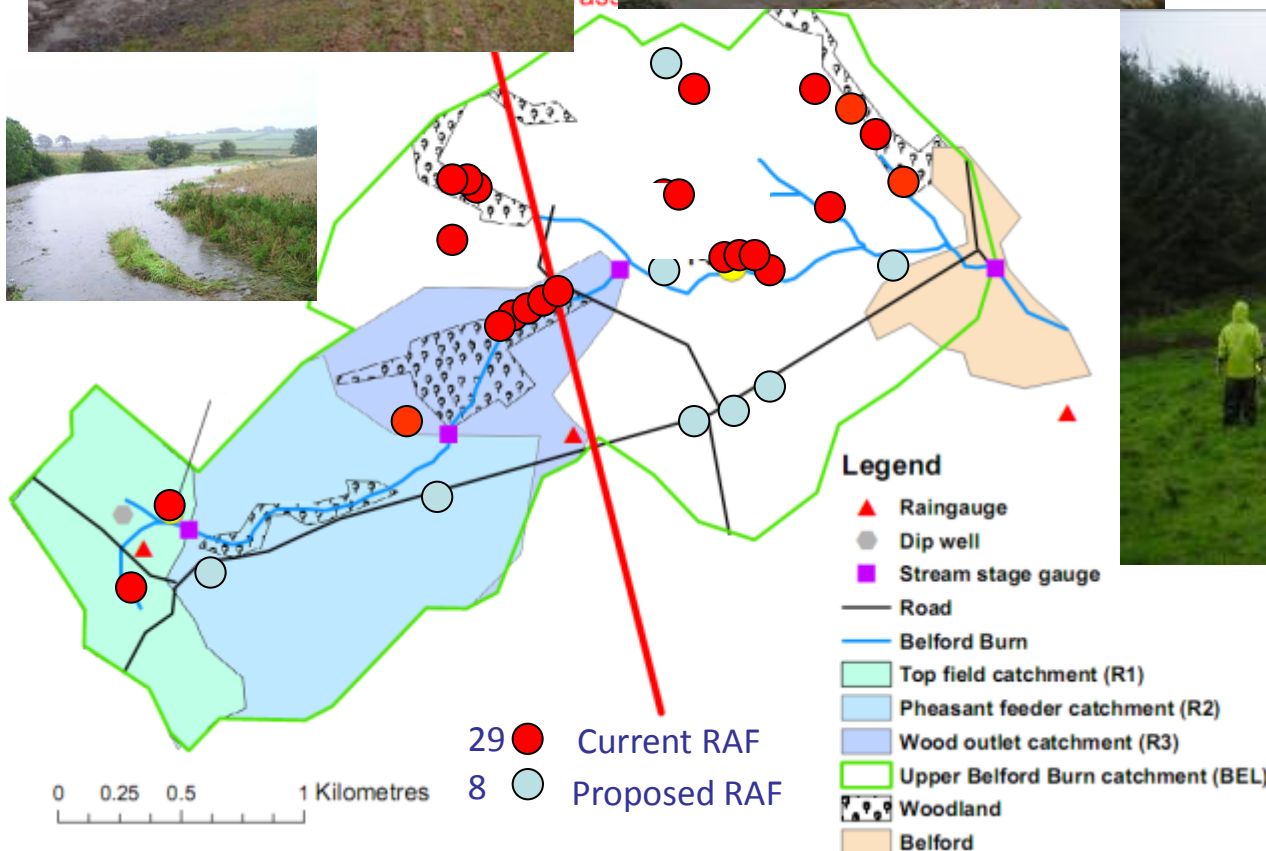 Legend
Raingauge
Dip well
Stream stage gauge
Road
Belford Burn
Top field catchment (R1)
Pheasant feeder catchment (R2)
Wood outlet catchment (R3)
Upper Belford Burn catchment (BEL)
Woodland
Belford
29 Current RAF
8 Proposed RAF
0 0.25 0.5 1 Kilometres